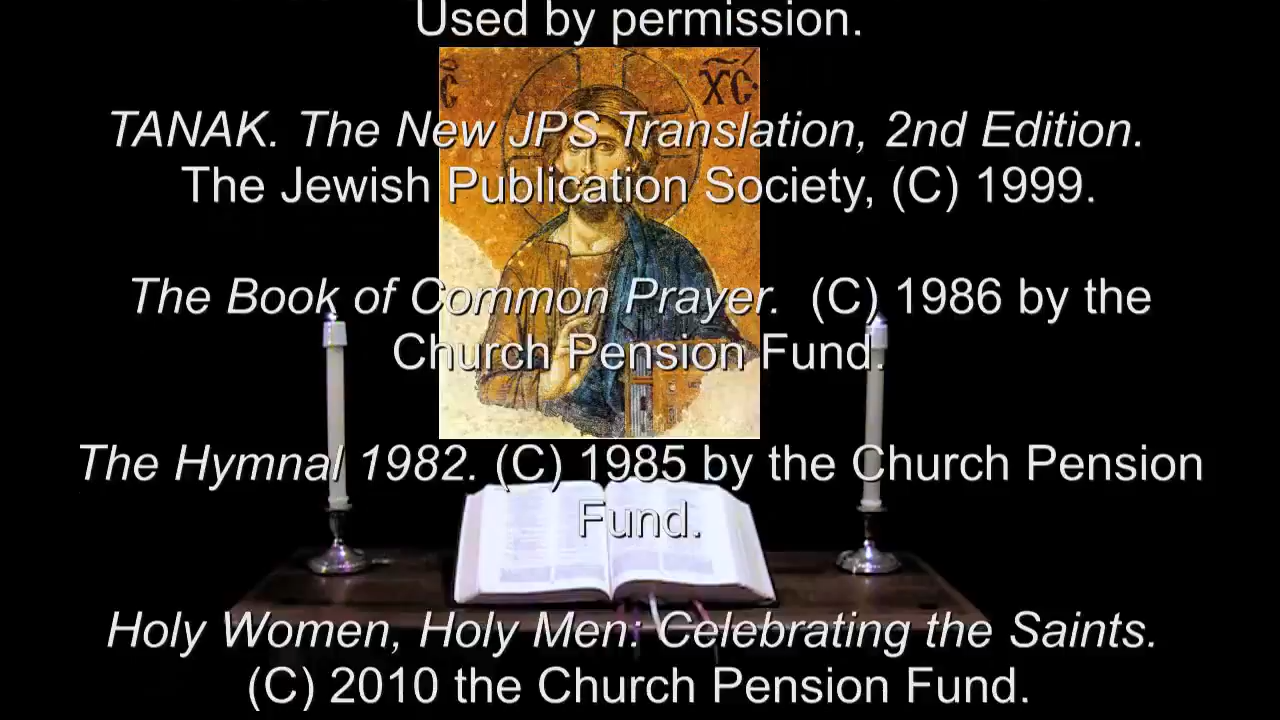 Used by permission.
C XC
TANAK. The New JPS Translation, 2nd Edition.
The Jewish Publication Society, (C) 1999.
The Book of Common Prayer. (C) 1986 by the
Church Pension Fund.
The Hymnal 1982. (C) 1985 by the Church Pension
Fund.
Holy Women, Holy Men: Celebrating the Saints.
(C) 2010 the Church Pension Fund.